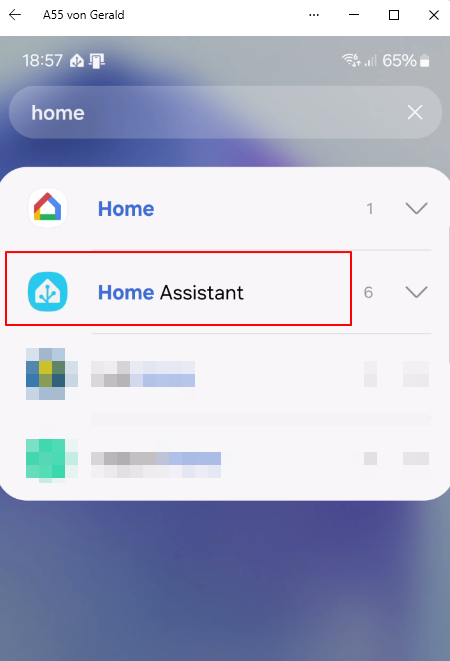 A55 von Gerald
18:57 65%
home
Home 1
Home Assistant 6